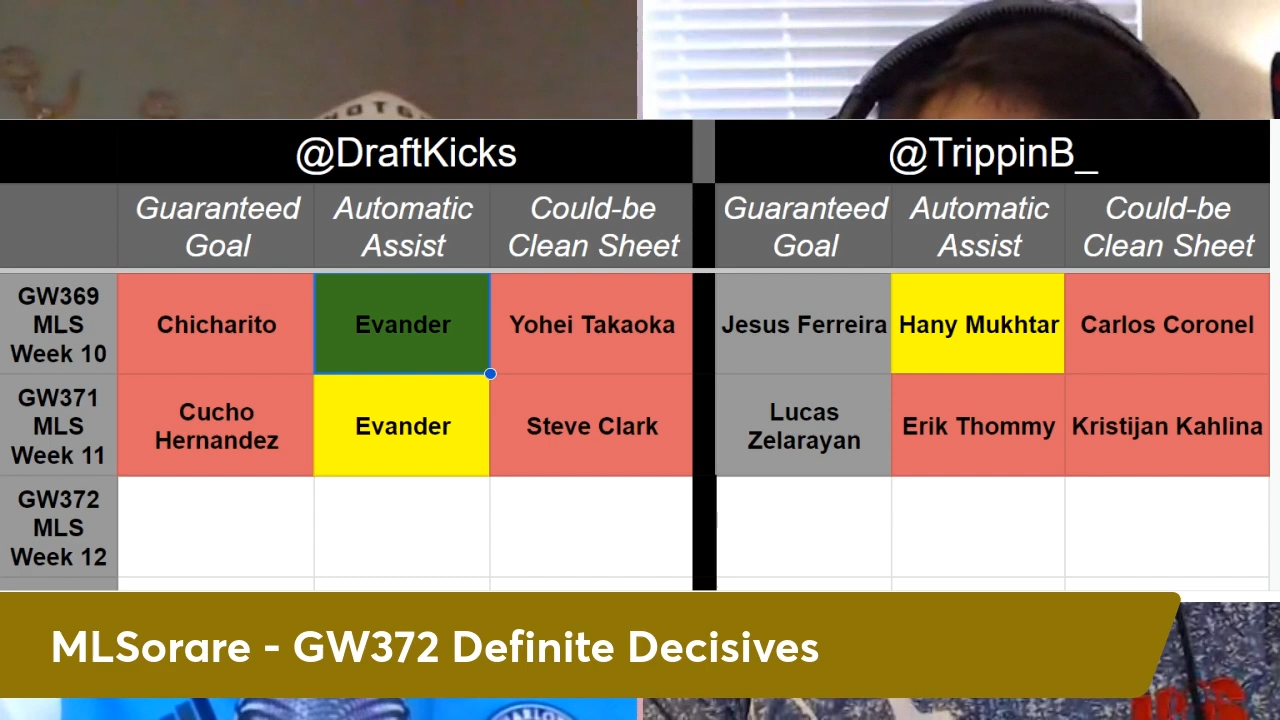 @DraftKicks
@TrippinB_
Guaranteed Goal
Automatic Assist
Could-be Clean Sheet
Guaranteed Goal
Automatic Assist
Could-be Clean Sheet
GW369
MLS
Week 10
Chicharito
Evander
Yohei Takaoka
Jesus Ferreira
Hany Mukhtar
Carlos Coronel
GW371
MLS
Week 11
Cucho
Hernandez
Evander
Steve Clark
Lucas
Zelarayan
Erik Thommy
Kristijan Kahlina
GW372
MLS
Week 12
MLSorare - GW372 Definite Decisives